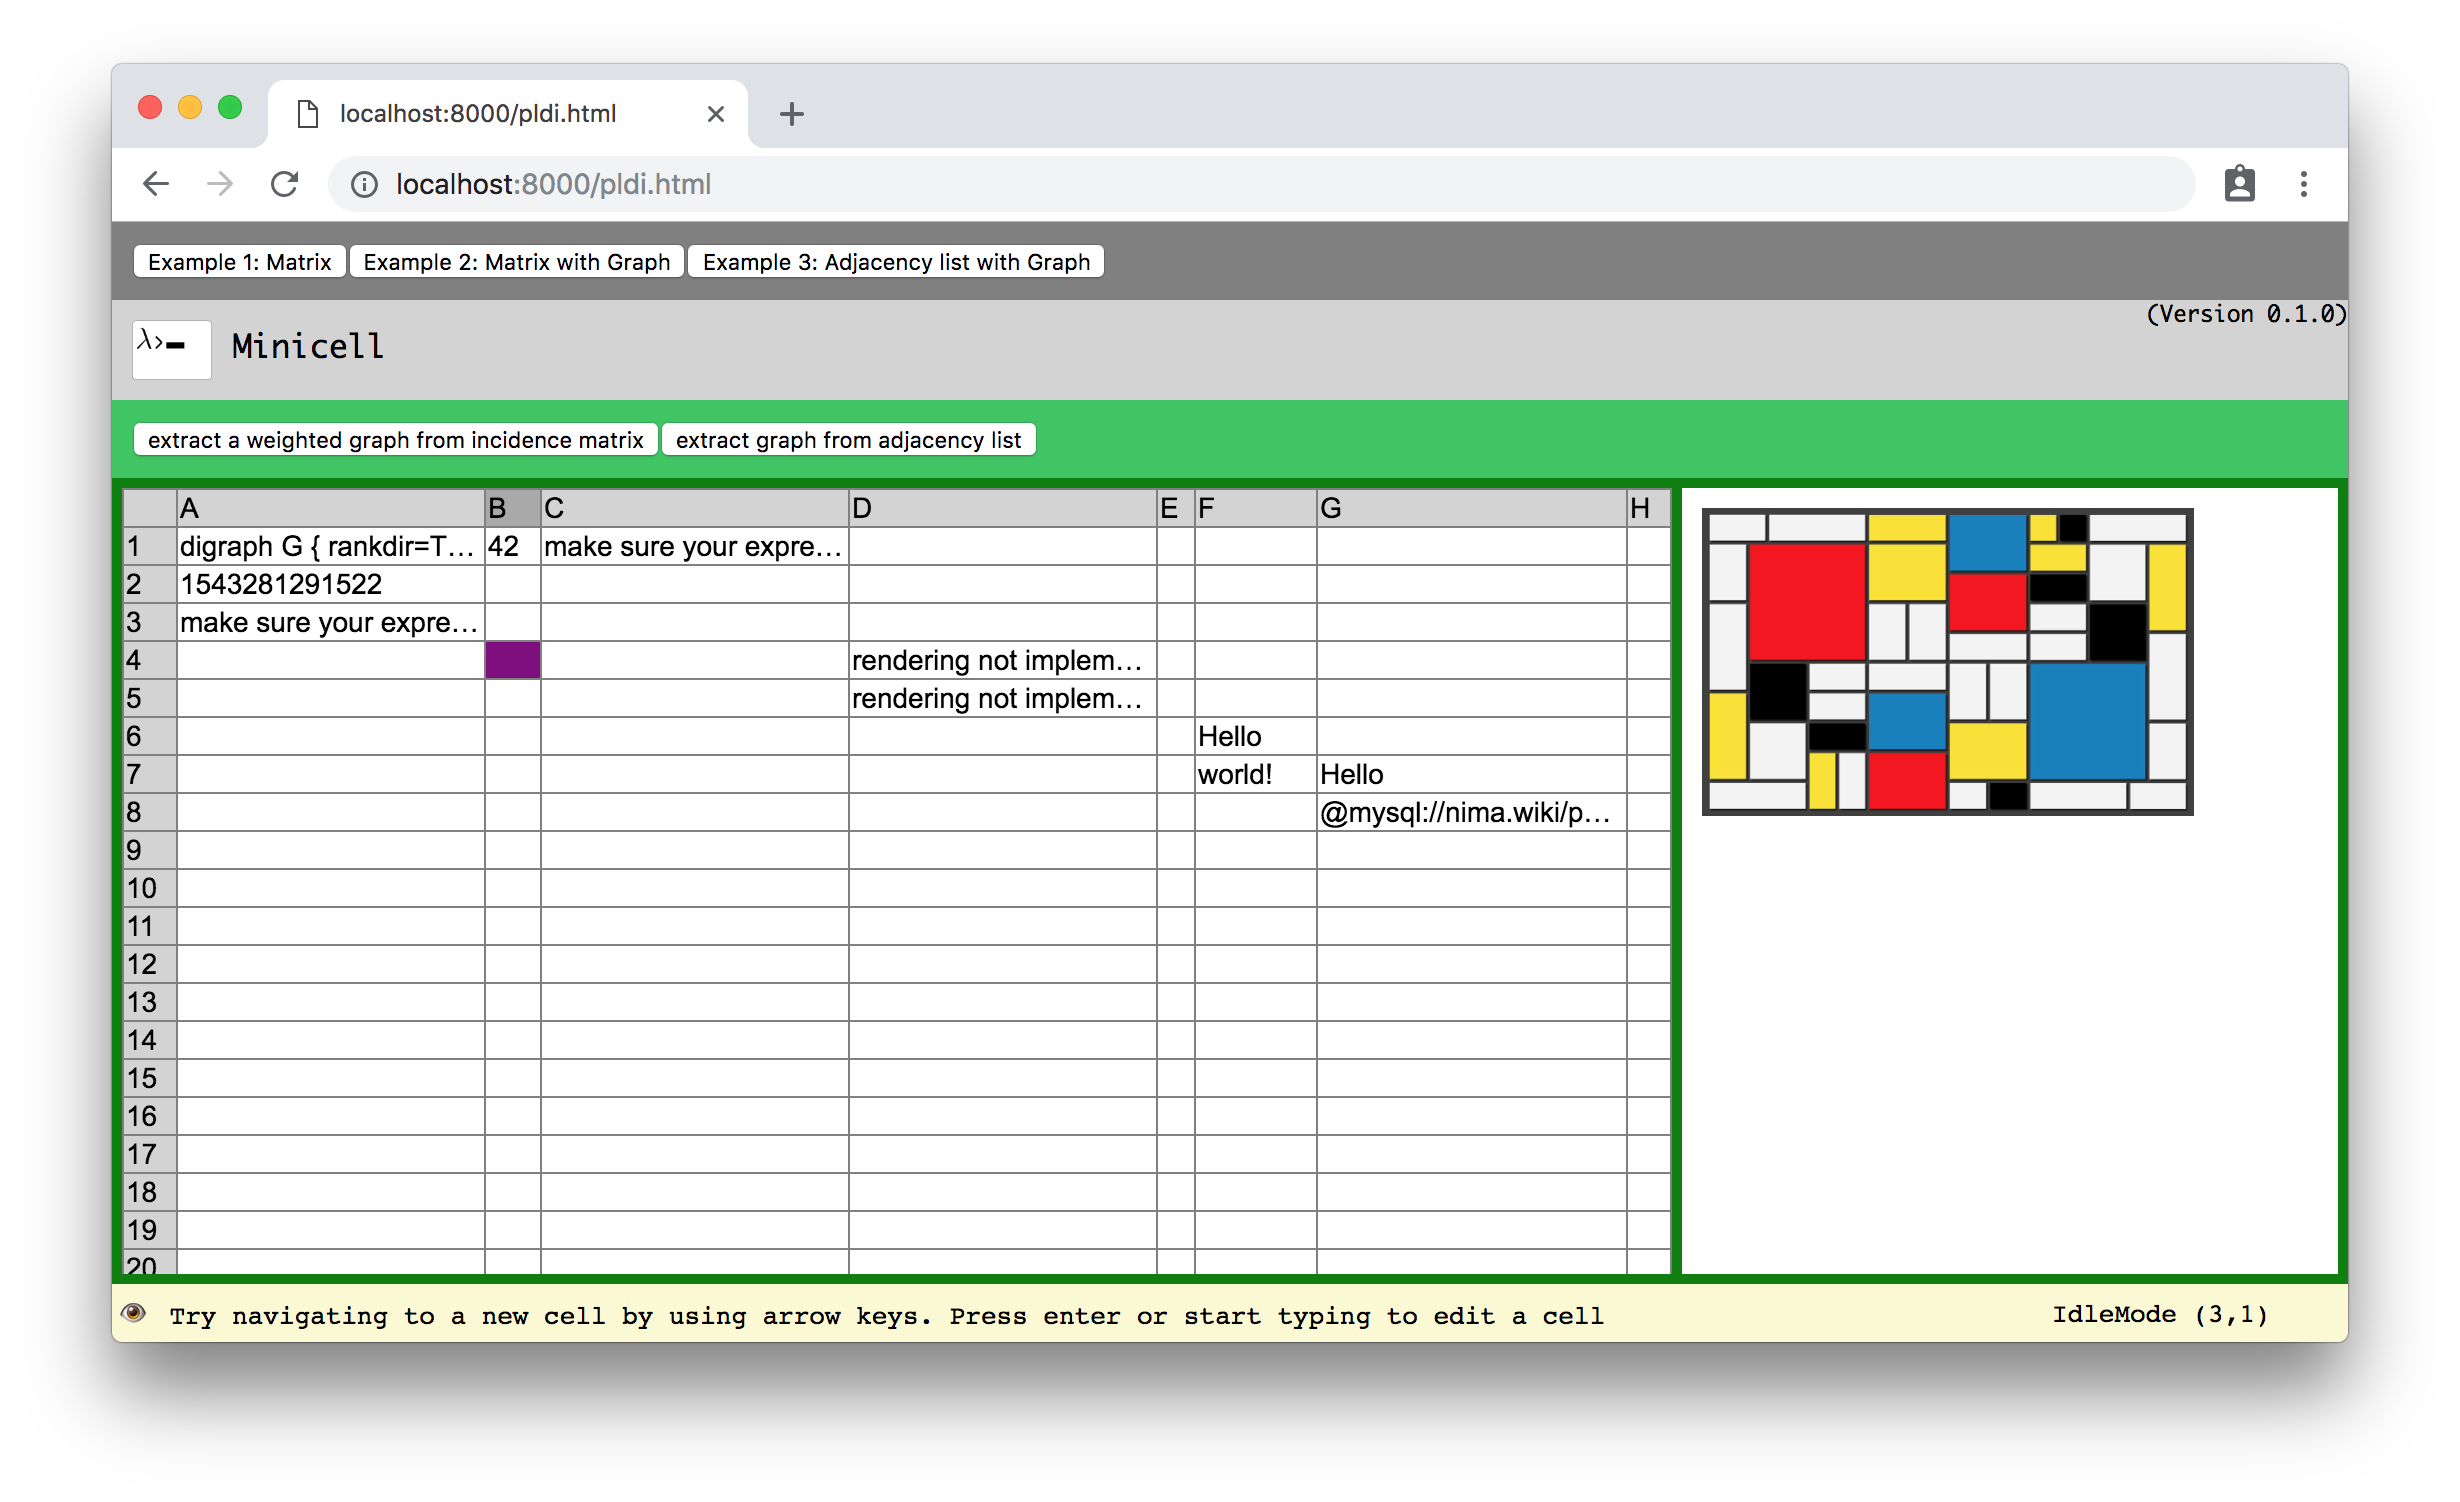 localhost:8000/pldi.html
localhost:8000/pldi.html
Example 1: Matrix Example 2: Matrix with Graph Example 3: Adjacency list with Graph
(Version 0.1.0)
λ>
Minicell
extract a weighted graph from incidence matrix extract graph from adjacency list
A B C D E F G H
1 digraph G { rankdir=T… 42 make sure your expre…
2 1543281291522
3 make sure your expre…
4 rendering not implem…
5 rendering not implem…
6 Hello
7 world! Hello
8 @mysql://nima.wiki/p…
9
10
11
12
13
14
15
16
17
18
19
20
Try navigating to a new cell by using arrow keys. Press enter or start typing to edit a cell IdleMode (3,1)